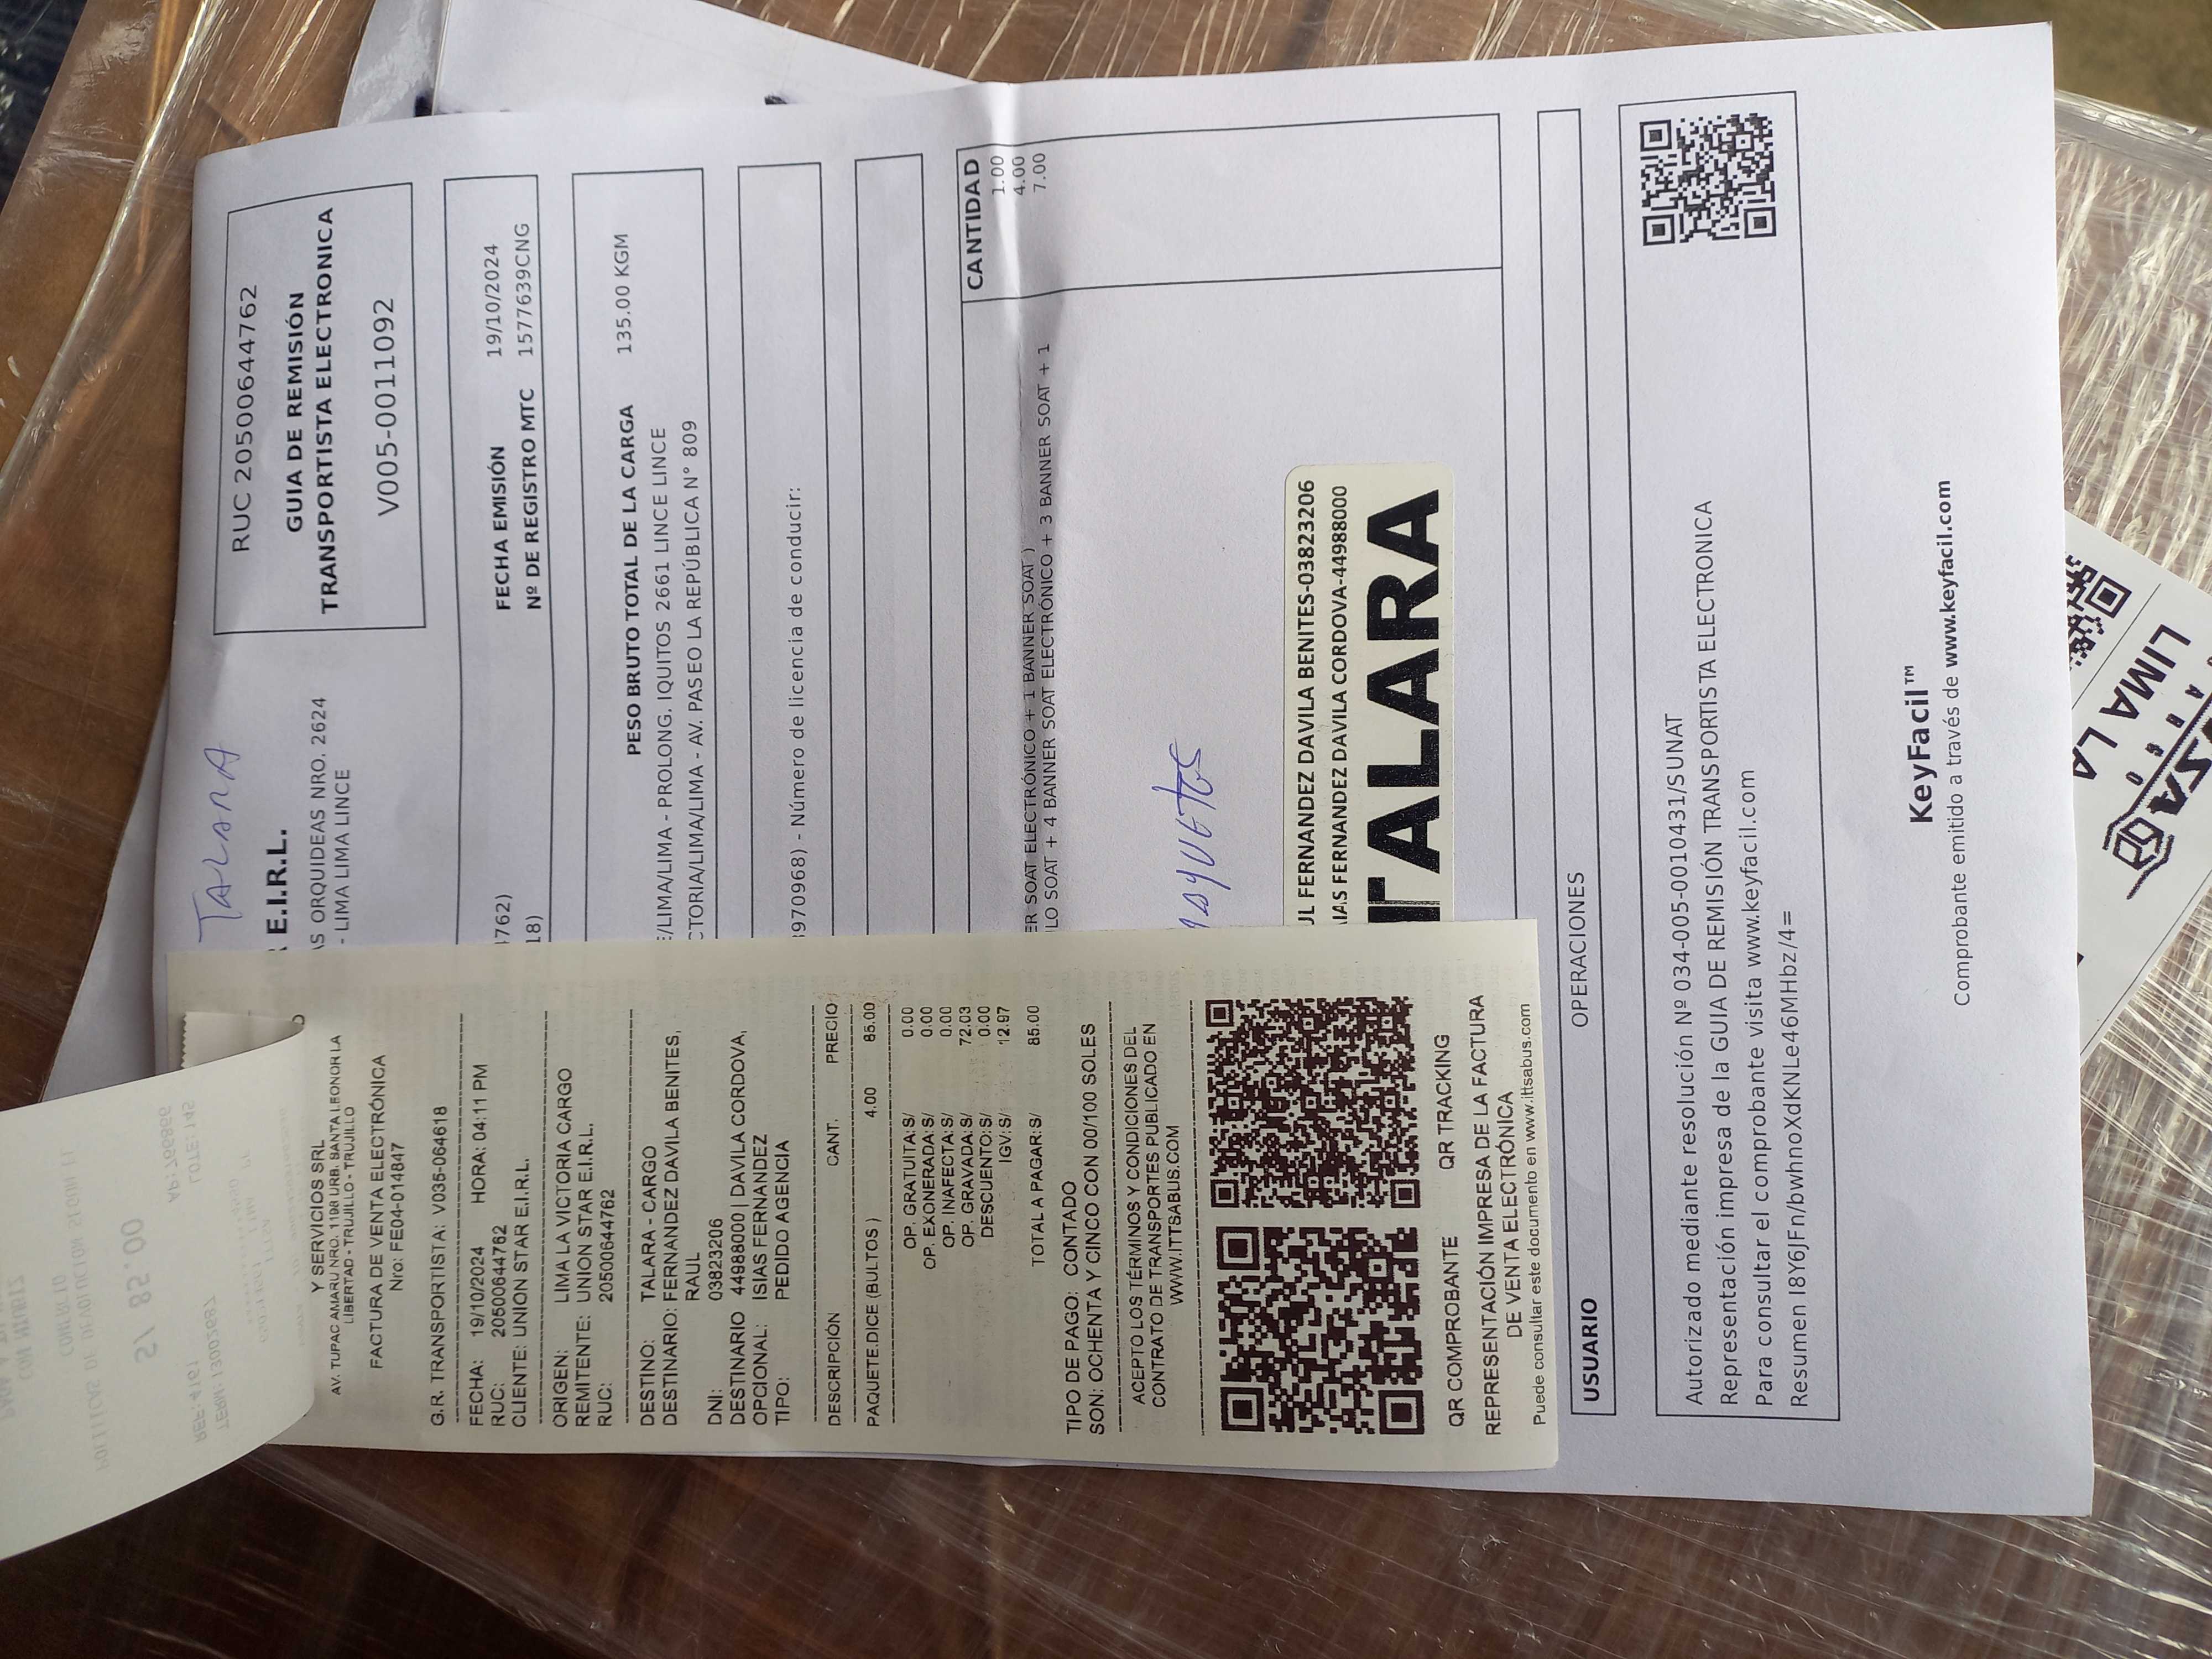 TALARA
RUC 20500644762
GUIA DE REMISIÓN
TRANSPORTISTA ELECTRONICA
V005-0011092
E.I.R.L.
AS ORQUIDEAS NRO. 2624
- LIMA LIMA LINCE
4762)
18)
FECHA EMISIÓN 19/10/2024
Nº DE REGISTRO MTC 1577639CNG
PESO BRUTO TOTAL DE LA CARGA 135.00 KGM
E/LIMA/LIMA - PROLONG. IQUITOS 2661 LINCE LINCE
CTORIA/LIMA/LIMA - AV. PASEO LA REPÚBLICA N° 809
8970968) - Número de licencia de conducir:
CANTIDAD
1.00
ER SOAT ELECTRÓNICO + 1 BANNER SOAT ) 4.00
LO SOAT + 4 BANNER SOAT ELECTRÓNICO + 3 BANNER SOAT + 1 7.00
UL FERNANDEZ DAVILA BENITES-03823206
IAS FERNANDEZ DAVILA CORDOVA-44988000
TALARA
USUARIO OPERACIONES
Autorizado mediante resolución Nº 034-005-0010431/SUNAT
Representación impresa de la GUIA DE REMISIÓN TRANSPORTISTA ELECTRONICA
Para consultar el comprobante visita www.keyfacil.com
Resumen I8Y6JFn/bwhnoXdKNLe46MHbz/4=
KeyFacil™
Comprobante emitido a través de www.keyfacil.com
Y SERVICIOS SRL
AV. TUPAC AMARU NRO. 1198 URB. SANTA LEONOR LA
LIBERTAD - TRUJILLO - TRUJILLO
FACTURA DE VENTA ELECTRÓNICA
Nro: FE04-014847
G.R. TRANSPORTISTA: V035-064618
FECHA: 19/10/2024 HORA: 04:11 PM
RUC: 20500644762
CLIENTE: UNION STAR E.I.R.L.
ORIGEN: LIMA LA VICTORIA CARGO
REMITENTE: UNION STAR E.I.R.L.
RUC: 20500644762
DESTINO: TALARA - CARGO
DESTINARIO: FERNANDEZ DAVILA BENITES,
RAUL
DNI: 03823206
DESTINARIO 44988000 | DAVILA CORDOVA,
OPCIONAL: ISIAS FERNANDEZ
TIPO: PEDIDO AGENCIA
DESCRIPCIÓN CANT. PRECIO
PAQUETE.DICE (BULTOS ) 4.00 85.00
OP. GRATUITA:S/ 0.00
OP. EXONERADA:S/ 0.00
OP. INAFECTA:S/ 0.00
OP. GRAVADA:S/ 72.03
DESCUENTO:S/ 0.00
IGV:S/ 12.97
TOTAL A PAGAR:S/ 85.00
TIPO DE PAGO: CONTADO
SON: OCHENTA Y CINCO CON 00/100 SOLES
ACEPTO LOS TÉRMINOS Y CONDICIONES DEL
CONTRATO DE TRANSPORTES PUBLICADO EN
WWW.ITTSABUS.COM
QR COMPROBANTE QR TRACKING
REPRESENTACIÓN IMPRESA DE LA FACTURA
DE VENTA ELECTRÓNICA
Puede consultar este documento en www.ittsabus.com
LIMA LA